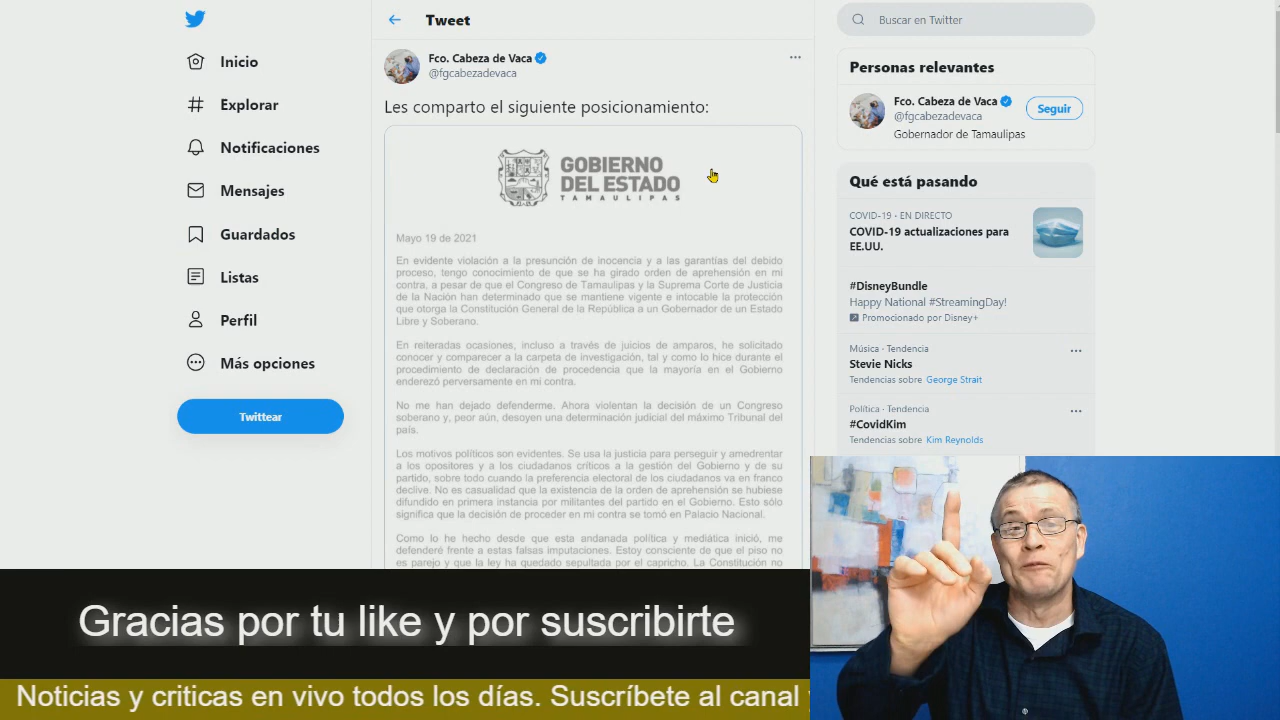 Tweet
Fco. Cabeza de Vaca
@fgcabezadevaca
Les comparto el siguiente posicionamiento:
GOBIERNO
DEL ESTADO
TAMAULIPAS
Mayo 19 de 2021
En evidente violación a la presunción de inocencia y a las garantías del debido
proceso, tengo conocimiento de que se ha girado orden de aprehensión en mi
contra, a pesar de que el Congreso de Tamaulipas y la Suprema Corte de Justicia
de la Nación han determinado que se mantiene vigente e intocable la protección
que otorga la Constitución General de la República a un Gobernador de un Estado
Libre y Soberano.
En reiteradas ocasiones, incluso a través de juicios de amparos, he solicitado
conocer y comparecer a la carpeta de investigación, tal y como lo hice durante el
procedimiento de declaración de procedencia que la mayoría en el Gobierno
enderezó perversamente en mi contra.
No me han dejado defenderme. Ahora violentan la decisión de un Congreso
soberano y, peor aún, desoyen una determinación judicial del máximo Tribunal del
país.
Los motivos políticos son evidentes. Se usa la justicia para perseguir y amedrentar
a los opositores y a los ciudadanos críticos a la gestión del Gobierno y de su
partido, sobre todo cuando la preferencia electoral de los ciudadanos va en franco
declive. No es casualidad que la existencia de la orden de aprehensión se hubiese
difundido en primera instancia por militantes del partido en el Gobierno. Esto sólo
significa que la decisión de proceder en mi contra se tomó en Palacio Nacional.
Como lo he hecho desde que esta andanada política y mediática inició, me
defenderé frente a estas falsas imputaciones. Estoy consciente de que el piso no
es parejo y que la ley ha quedado sepultada por el capricho. La Constitución no
Inicio
Explorar
Notificaciones
Mensajes
Guardados
Listas
Perfil
Más opciones
Twittear
Buscar en Twitter
Personas relevantes
Fco. Cabeza de Vaca
@fgcabezadevaca
Seguir
Gobernador de Tamaulipas
Qué está pasando
COVID-19 · EN DIRECTO
COVID-19 actualizaciones para
EE.UU.
#DisneyBundle
Happy National #StreamingDay!
Promocionado por Disney+
Música · Tendencia
Stevie Nicks
Tendencias sobre George Strait
Política · Tendencia
#CovidKim
Tendencias sobre Kim Reynolds
Gracias por tu like y por suscribirte
Noticias y criticas en vivo todos los días. Suscríbete al canal